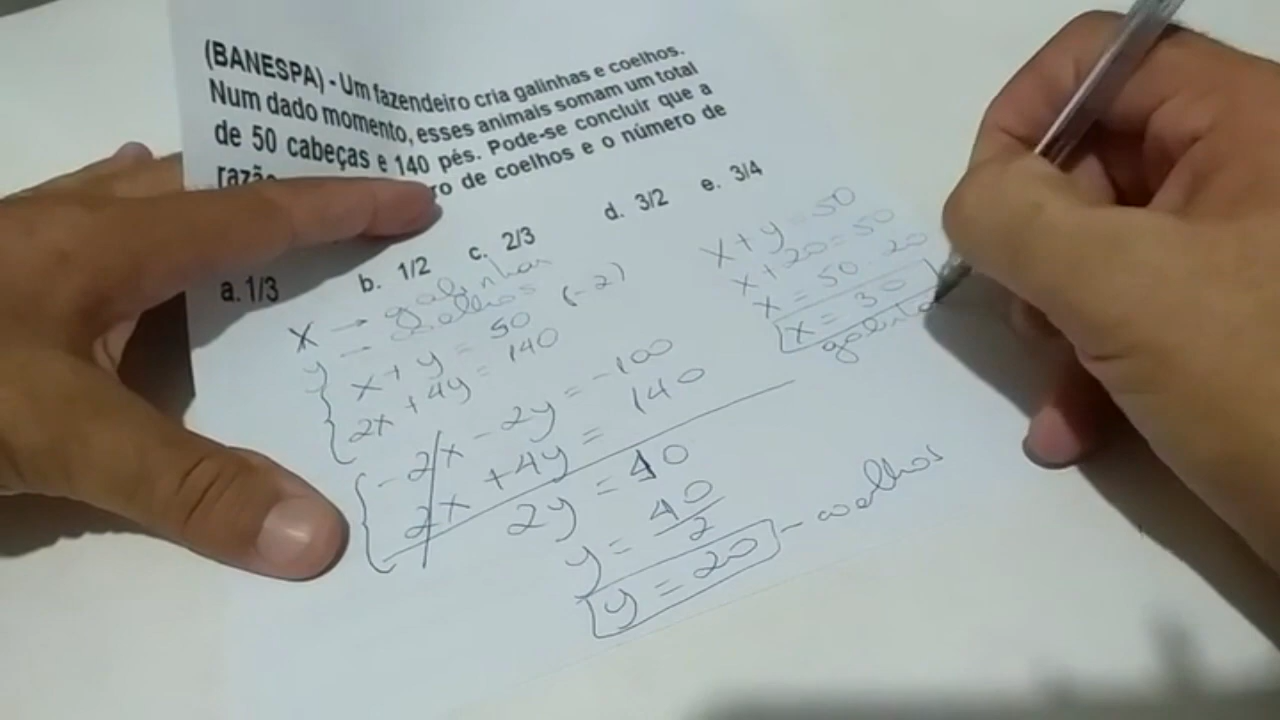 (BANESPA) - Um fazendeiro cria galinhas e coelhos.
Num dado momento, esses animais somam um total
de 50 cabeças e 140 pés. Pode-se concluir que a
razão ro de coelhos e o número de
a. 1/3 b. 1/2 c. 2/3 d. 3/2 e. 3/4
x → galinhas
y - coelhos
x + y = 50 (-2)
2x + 4y = 140
-2x - 2y = -100
2x + 4y = 140
2y = 40
y = 40/2
y = 20 - coelhos
x + y = 50
x + 20 = 50
x = 50 20
x = 30